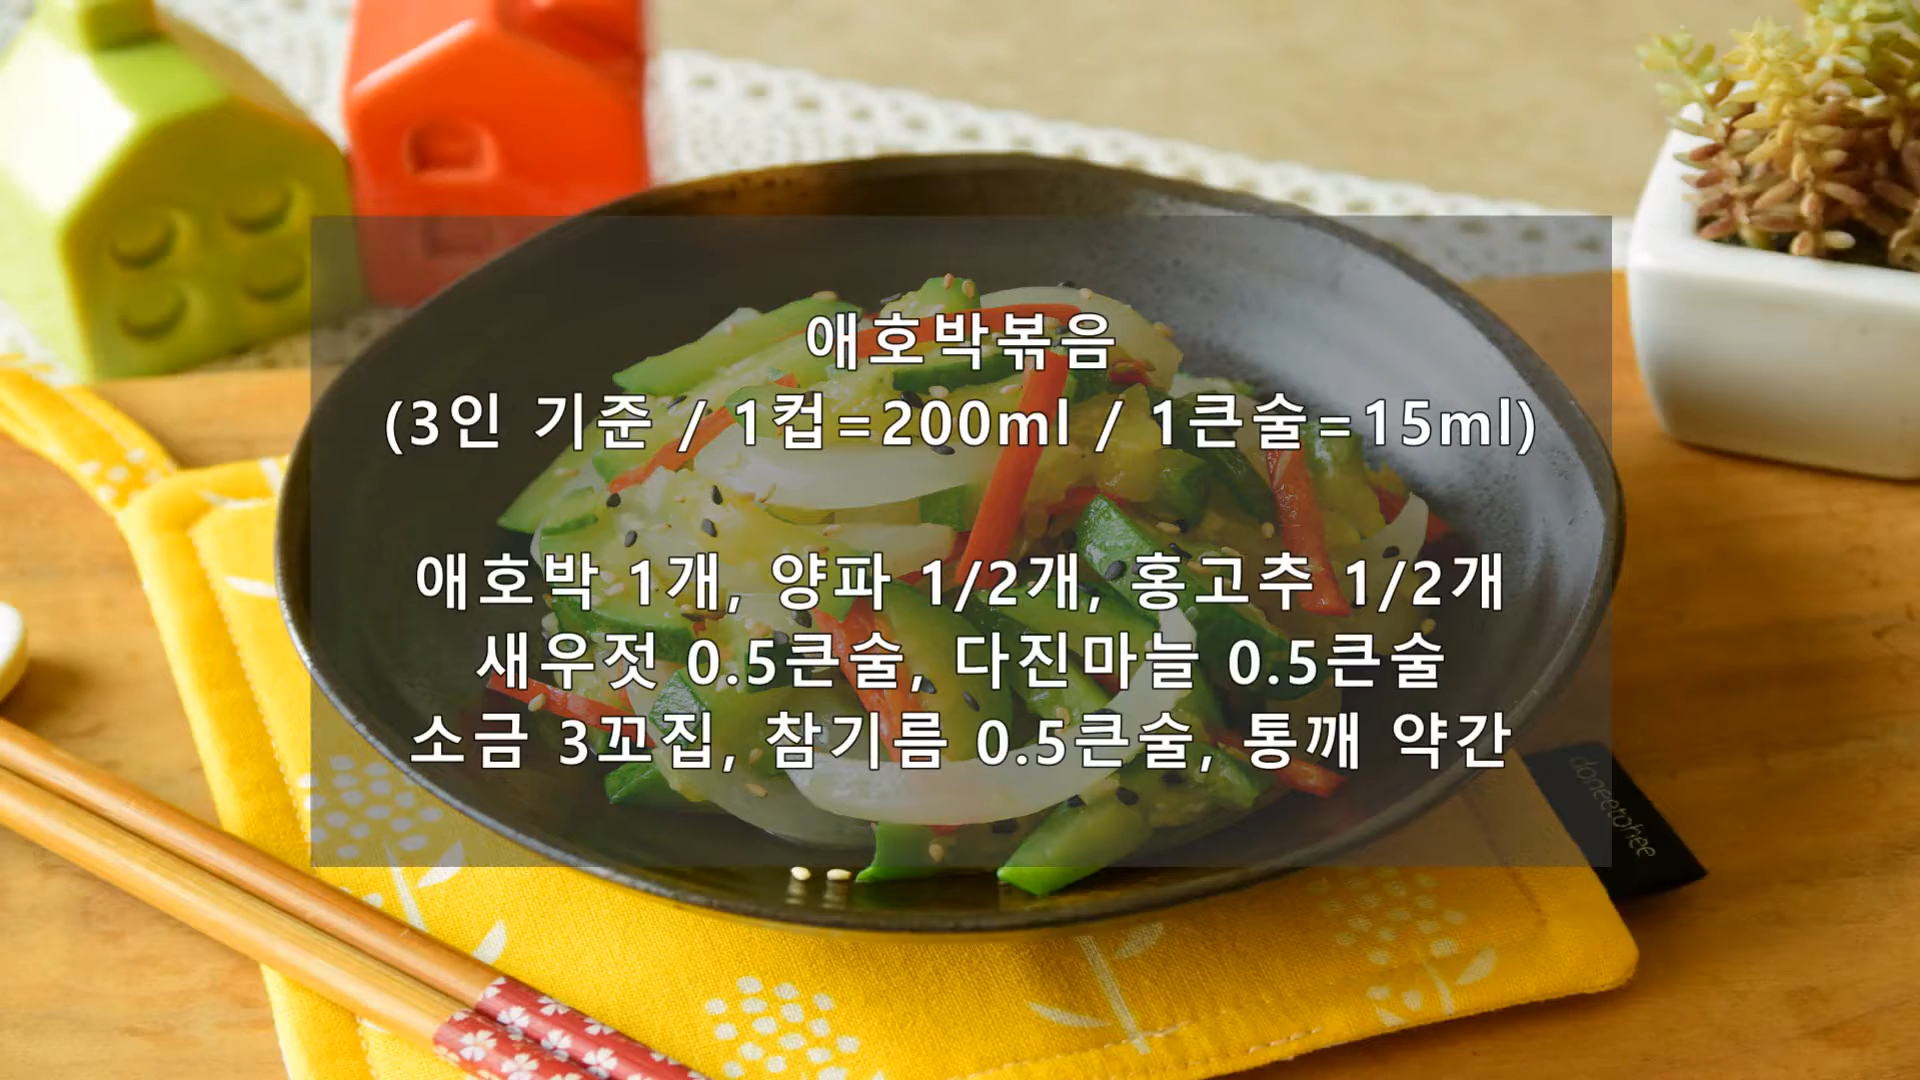 애호박볶음
(3인 기준 / 1컵=200ml / 1큰술=15ml)
애호박 1개, 양파 1/2개, 홍고추 1/2개
새우젓 0.5큰술, 다진마늘 0.5큰술
소금 3꼬집, 참기름 0.5큰술, 통깨 약간
doneetohee